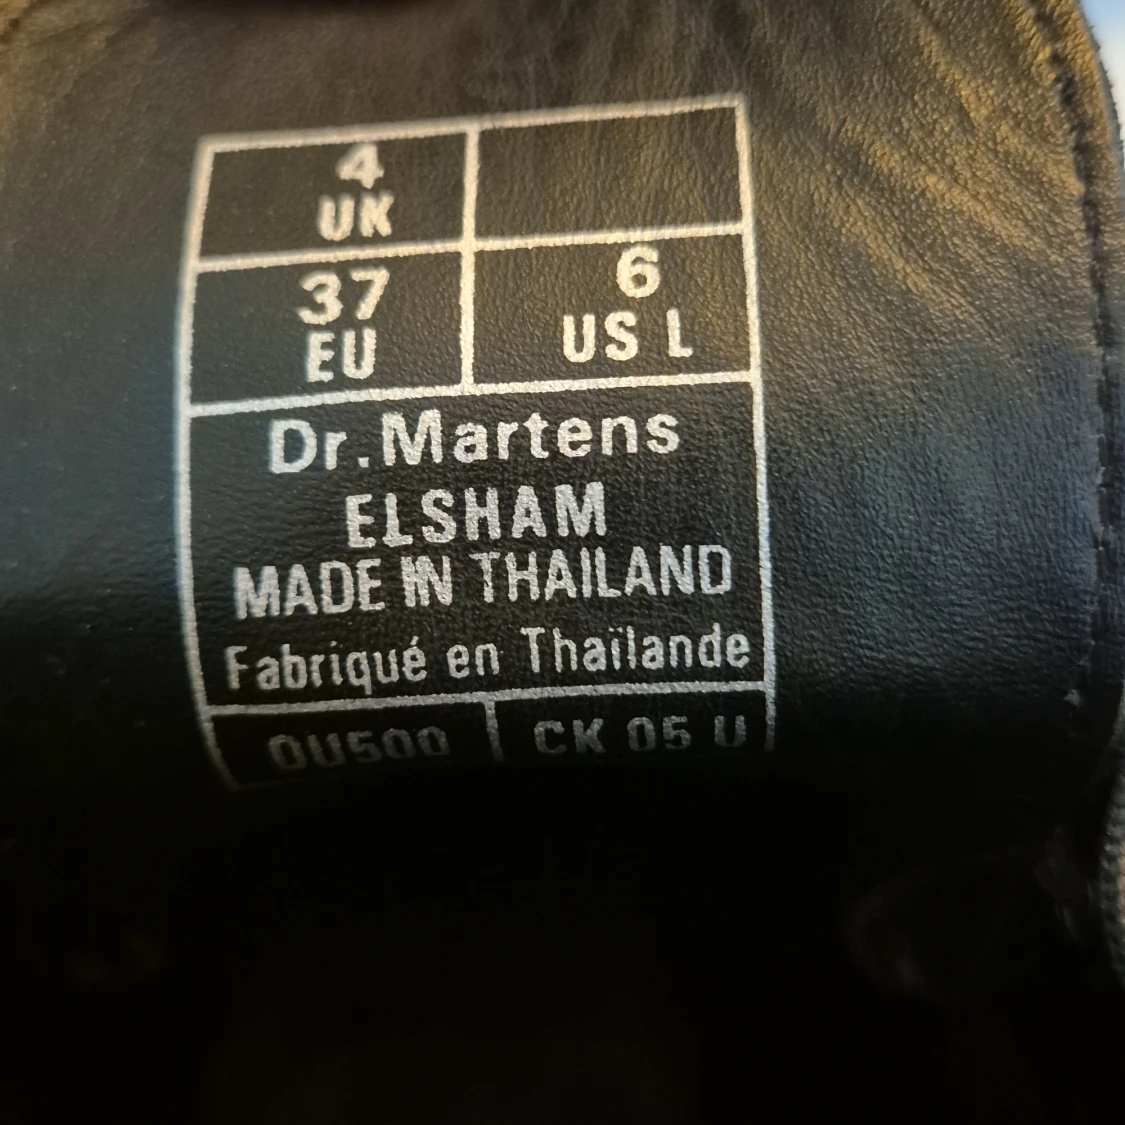 4
UK
37
EU
6
US L
Dr.Martens
ELSHAM
MADE IN THAILAND
Fabriqué en Thaïlande
0U500
CK 05 U